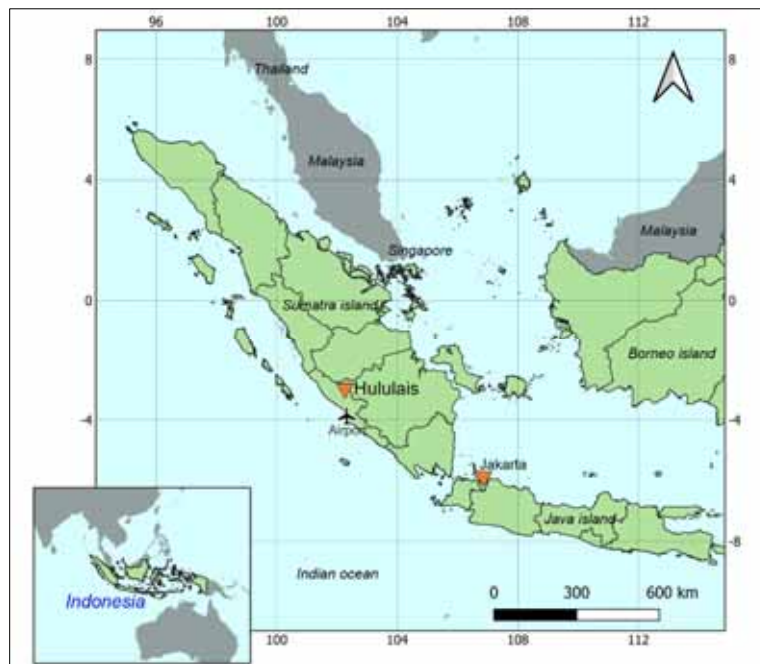 96 100 104 108 112
8 8
Thailand
Malaysia
4 4
Singapore
Malaysia
0 0
Sumatra island
Borneo island
Hululais
-4 -4
Airport
Jakarta
Java island
-8
Indian ocean
0 300 600 km
Indonesia
100 104 108 112